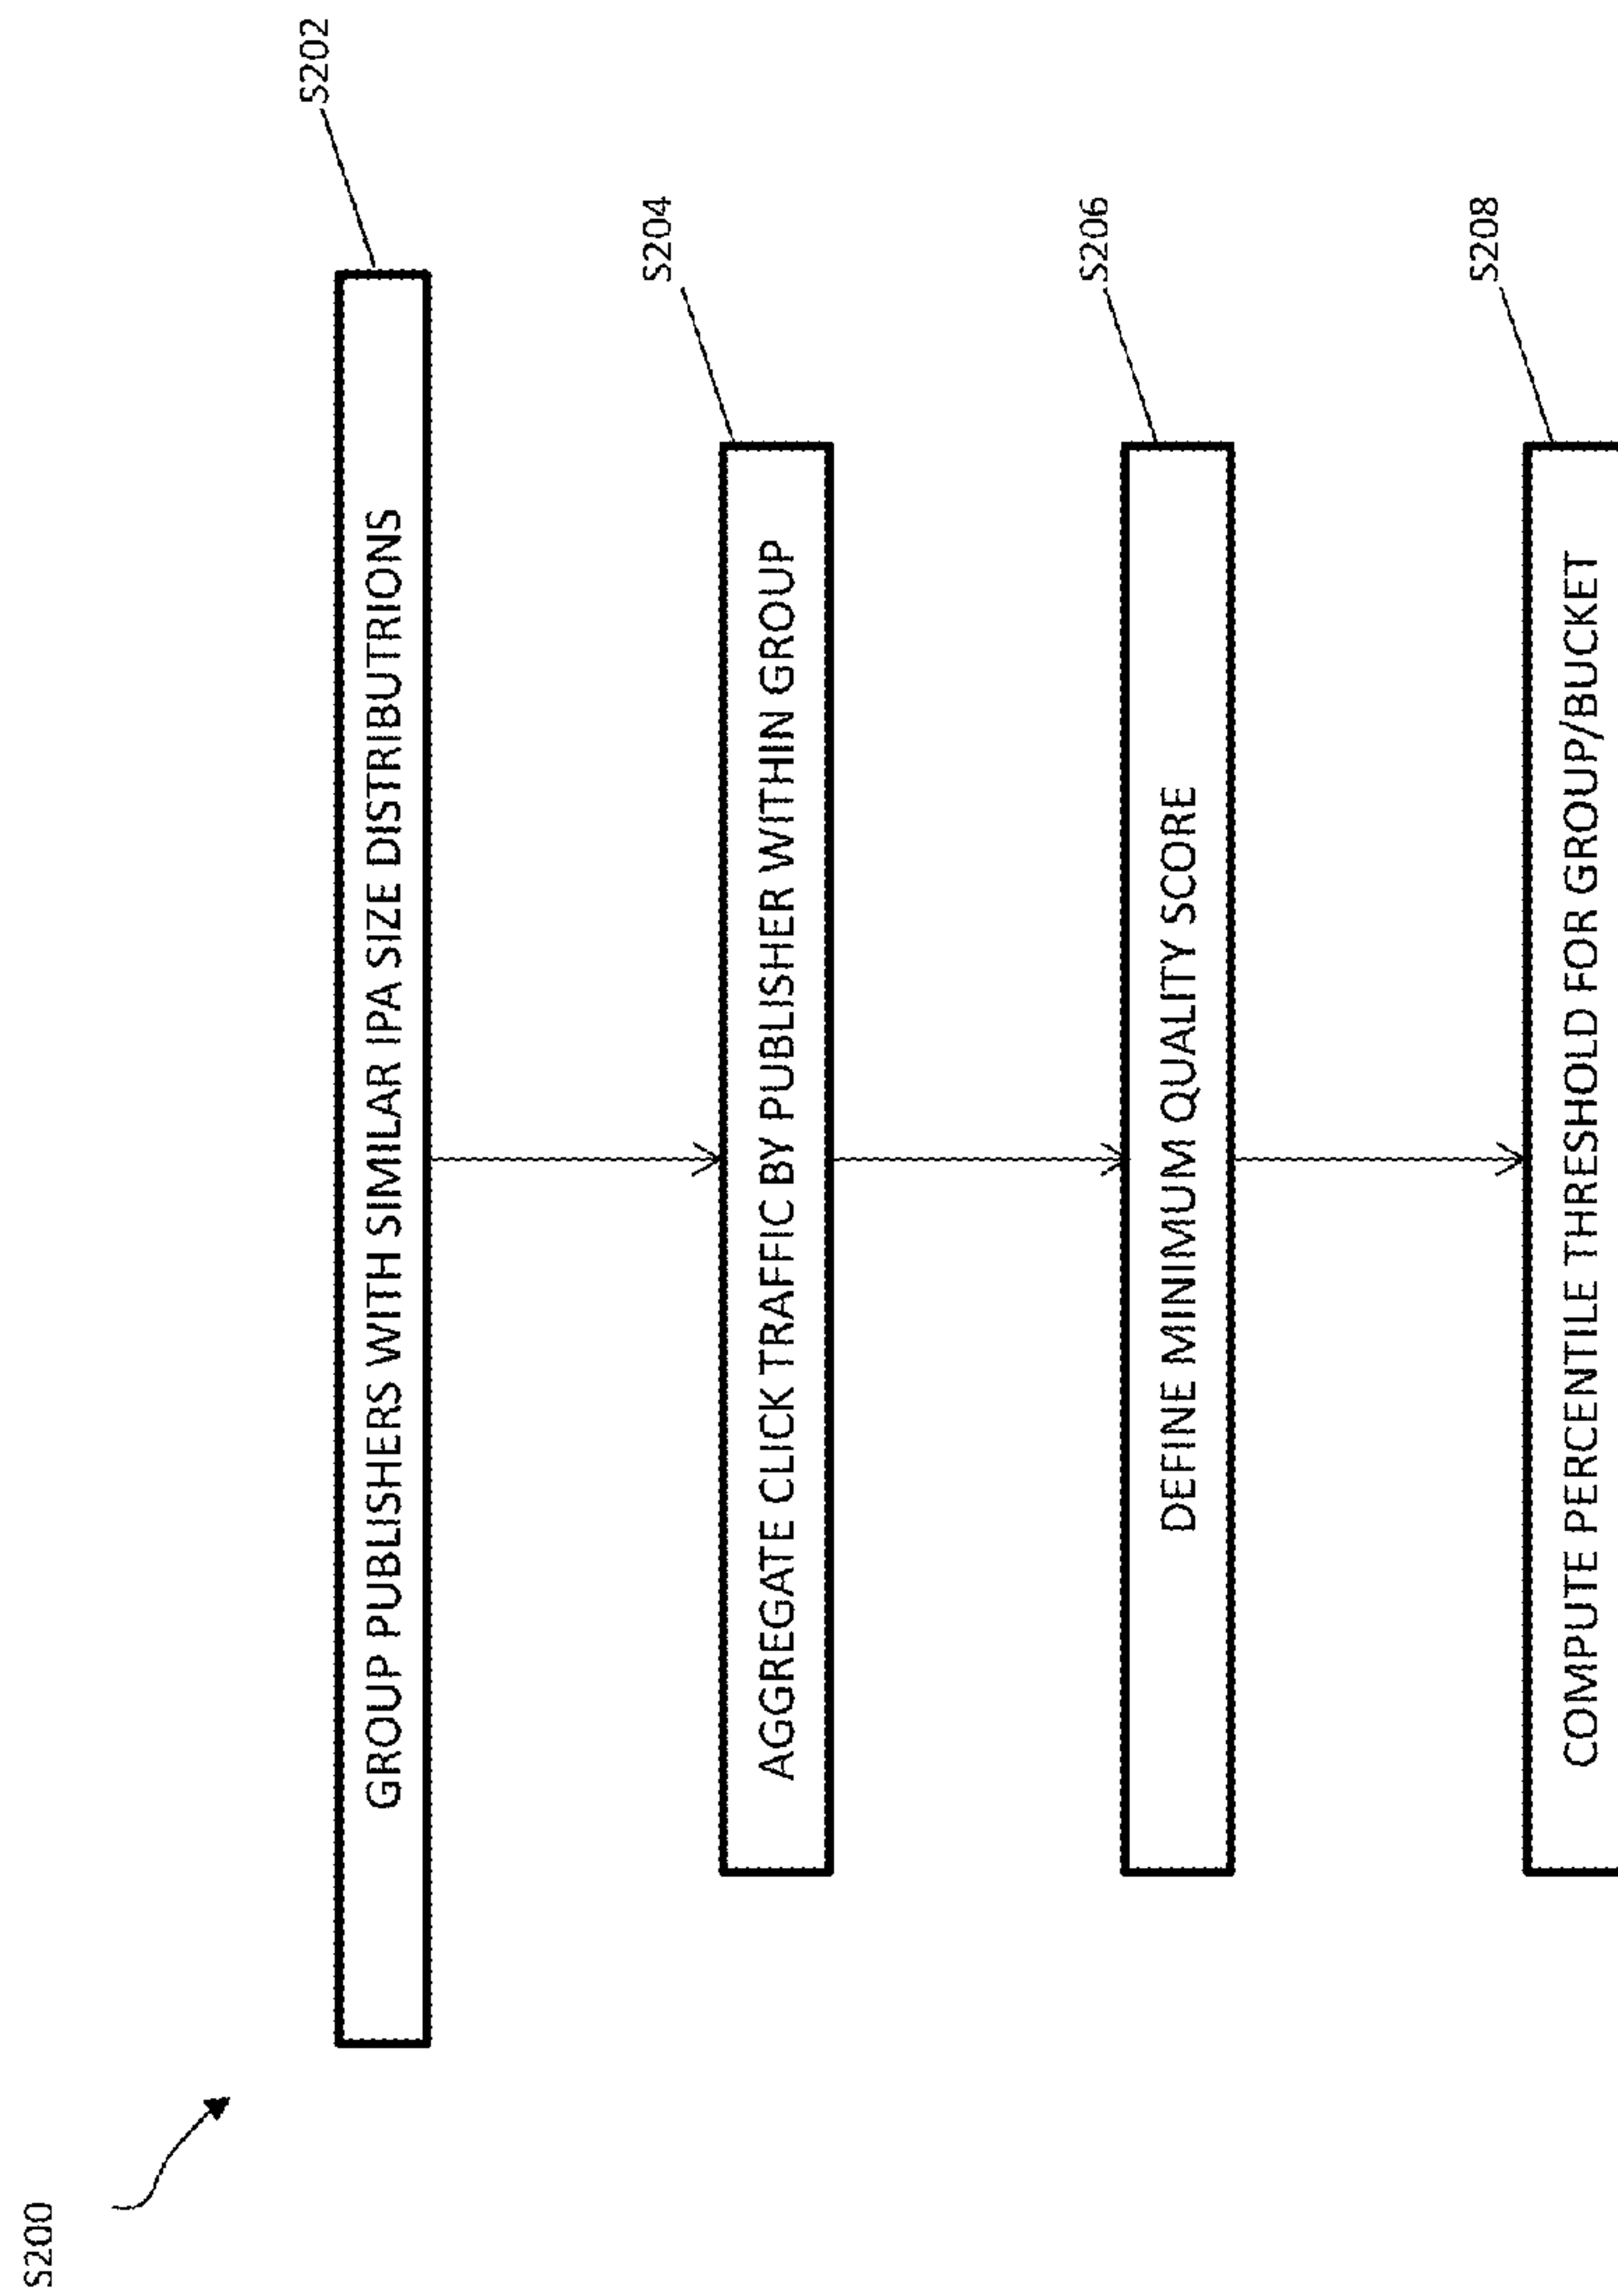 S200
S202
GROUP PUBLISHERS WITH SIMILAR IPA SIZE DISTRIBUTRIONS
S204
AGGREGATE CLICK TRAFFIC BY PUBLISHER WITHIN GROUP
S206
DEFINE MINIMUM QUALITY SCORE
S208
COMPUTE PERCENTILE THRESHOLD FOR GROUP/BUCKET